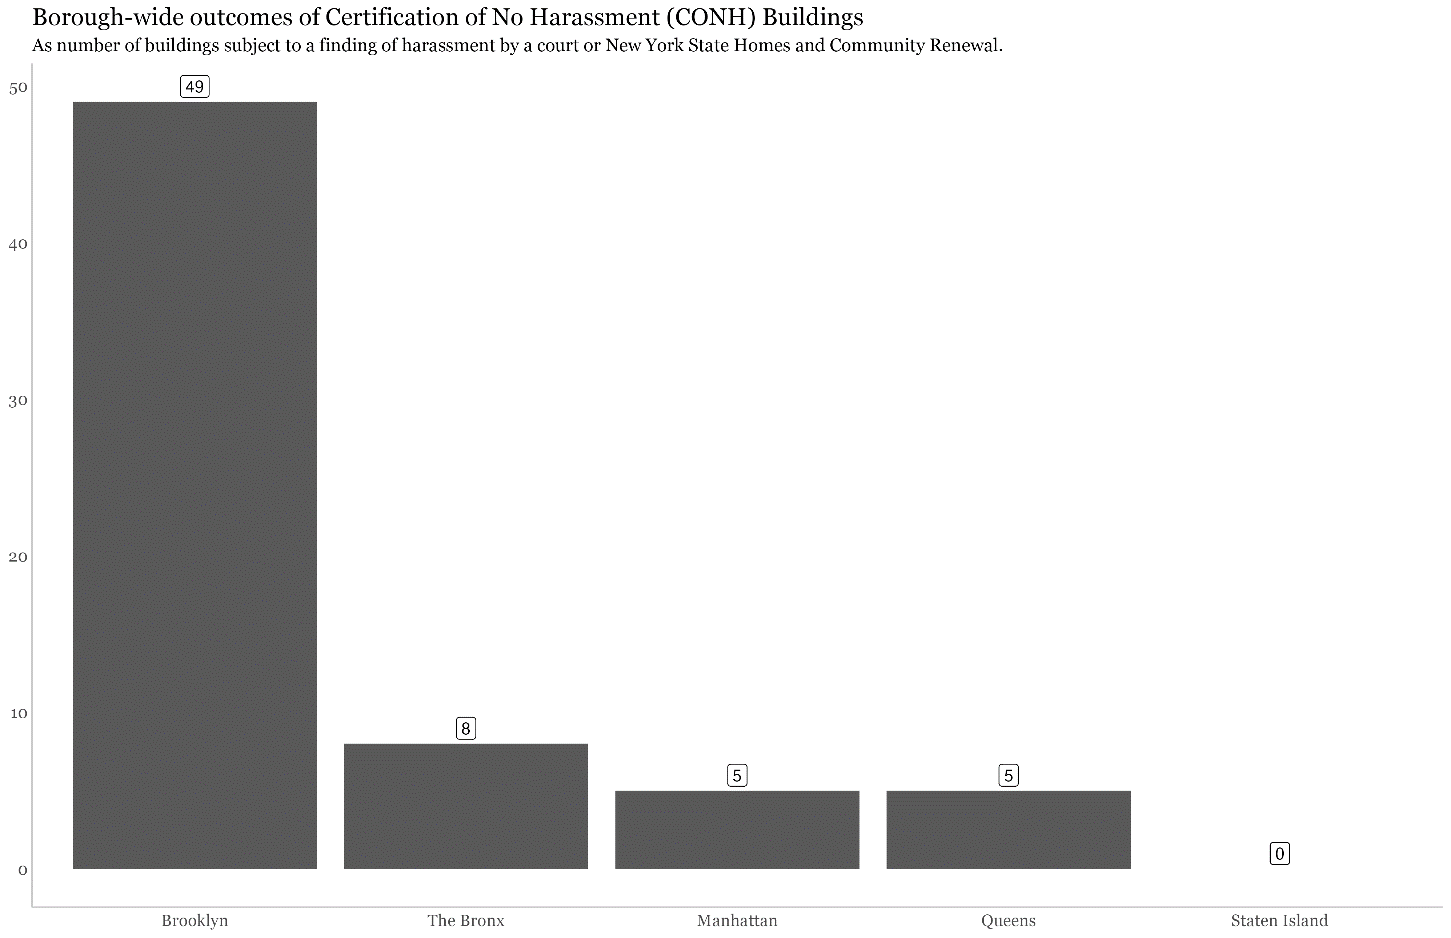 Borough-wide outcomes of Certification of No Harassment (CONH) Buildings
As number of buildings subject to a finding of harassment by a court or New York State Homes and Community Renewal.
50
40
30
20
10
0
49
8
5
5
0
Brooklyn
The Bronx
Manhattan
Queens
Staten Island